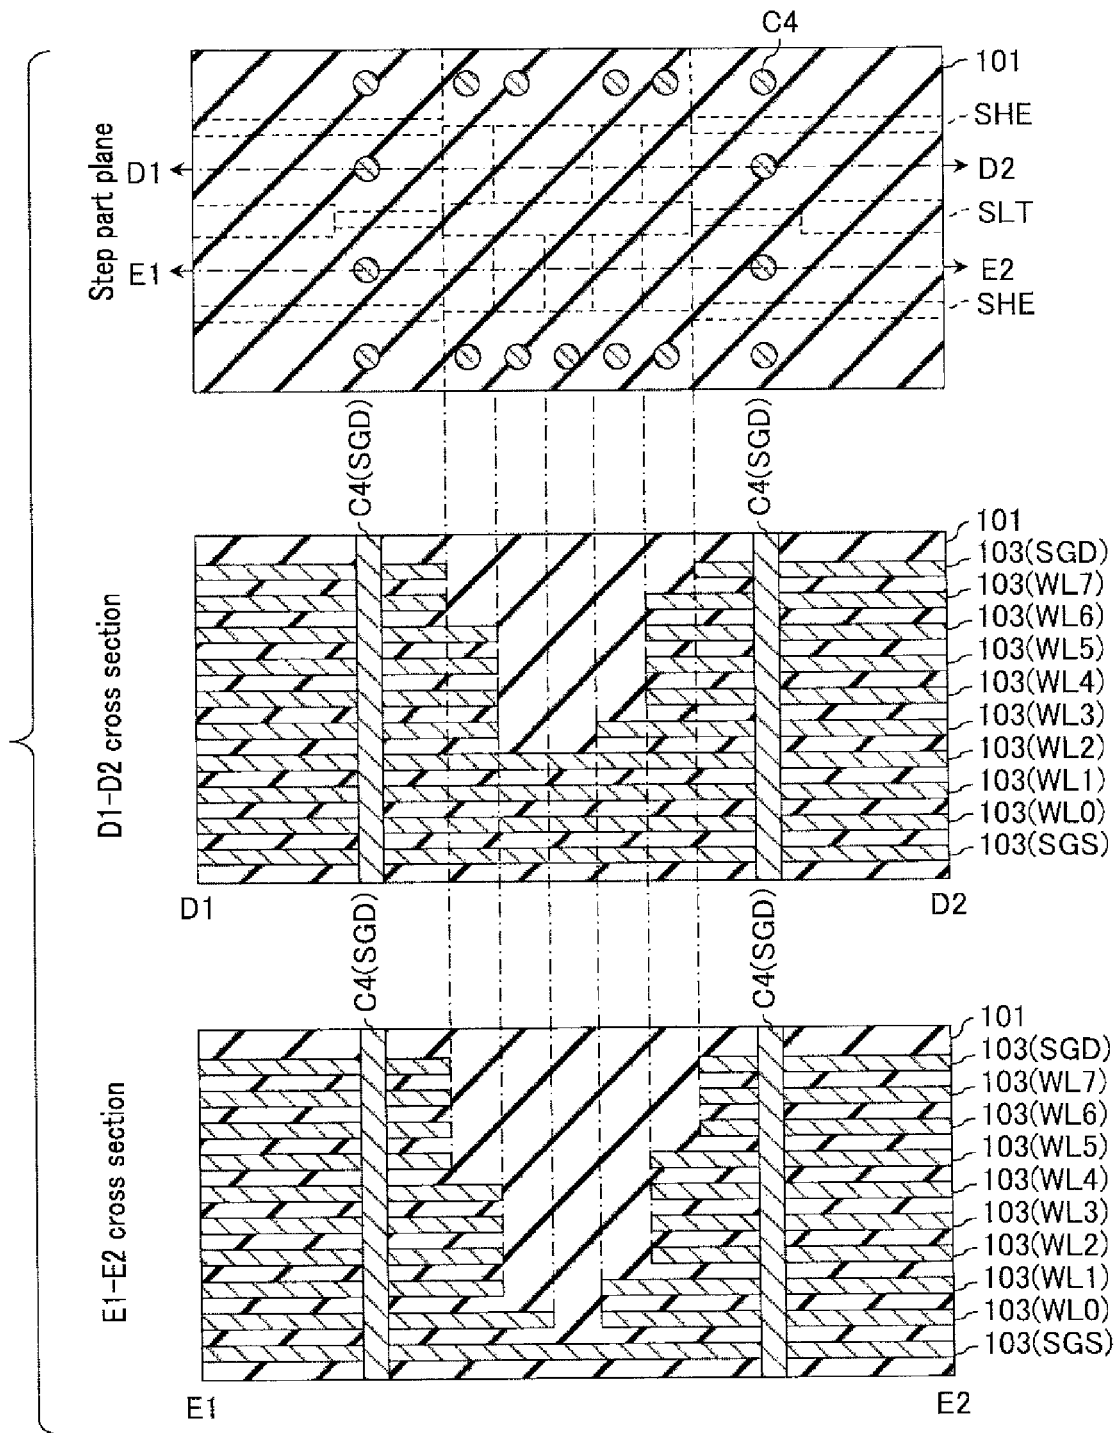 C4
101
SHE
Step part plane
D1
D2
SLT
E1
E2
SHE
C4(SGD)
C4(SGD)
D1-D2 cross section
101
103(SGD)
103(WL7)
103(WL6)
103(WL5)
103(WL4)
103(WL3)
103(WL2)
103(WL1)
103(WL0)
103(SGS)
D1
D2
C4(SGD)
C4(SGD)
E1-E2 cross section
101
103(SGD)
103(WL7)
103(WL6)
103(WL5)
103(WL4)
103(WL3)
103(WL2)
103(WL1)
103(WL0)
103(SGS)
E1
E2